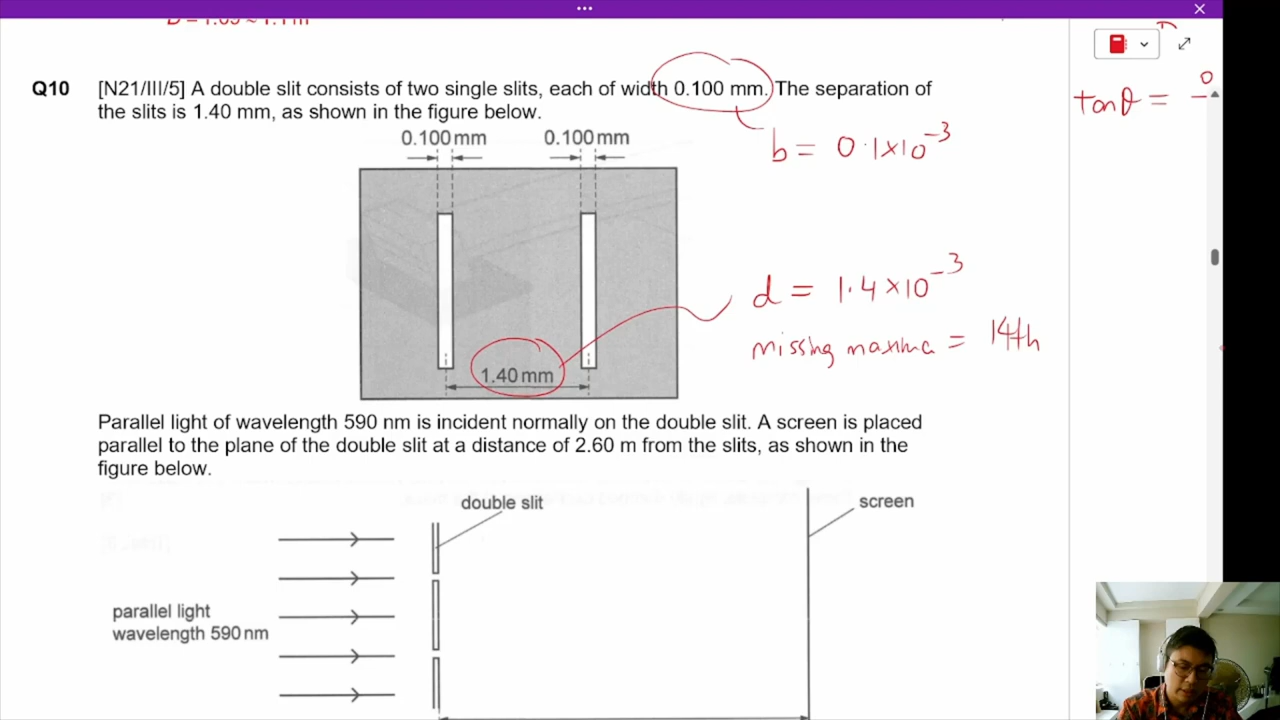 Q10 [N21/III/5] A double slit consists of two single slits, each of width 0.100 mm. The separation of
the slits is 1.40 mm, as shown in the figure below.
0.100 mm 0.100 mm
b = 0.1×10⁻³
tanθ = o
d = 1.4×10⁻³
missing maxima = 14th
1.40 mm
Parallel light of wavelength 590 nm is incident normally on the double slit. A screen is placed
parallel to the plane of the double slit at a distance of 2.60 m from the slits, as shown in the
figure below.
double slit
screen
parallel light
wavelength 590 nm